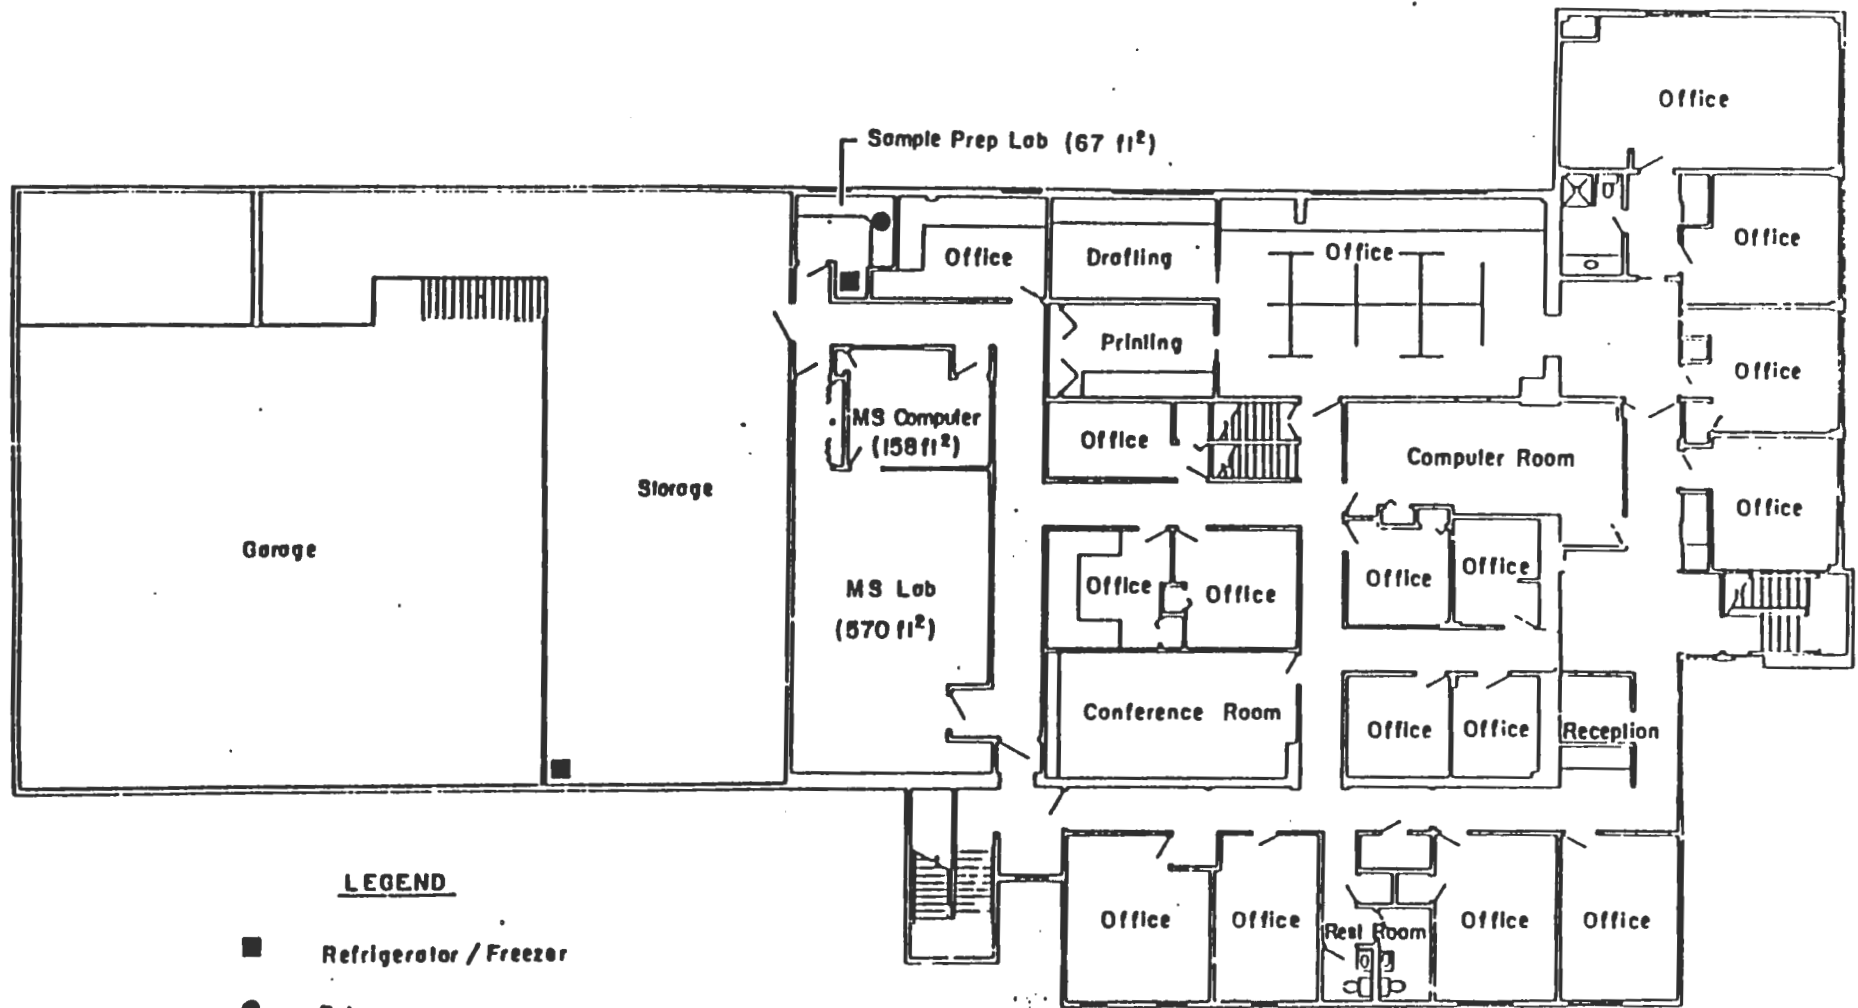 Office
Sample Prep Lab (67 ft²)
Office
Office
Drafting
Office
Printing
Office
MS Computer
(158 ft²)
Office
Computer Room
Storage
Office
Garage
MS Lab
(570 ft²)
Office
Office
Office
Office
Conference Room
Office
Office
Reception
LEGEND
Office
Office
Rest Room
Office
Office
Refrigerator / Freezer